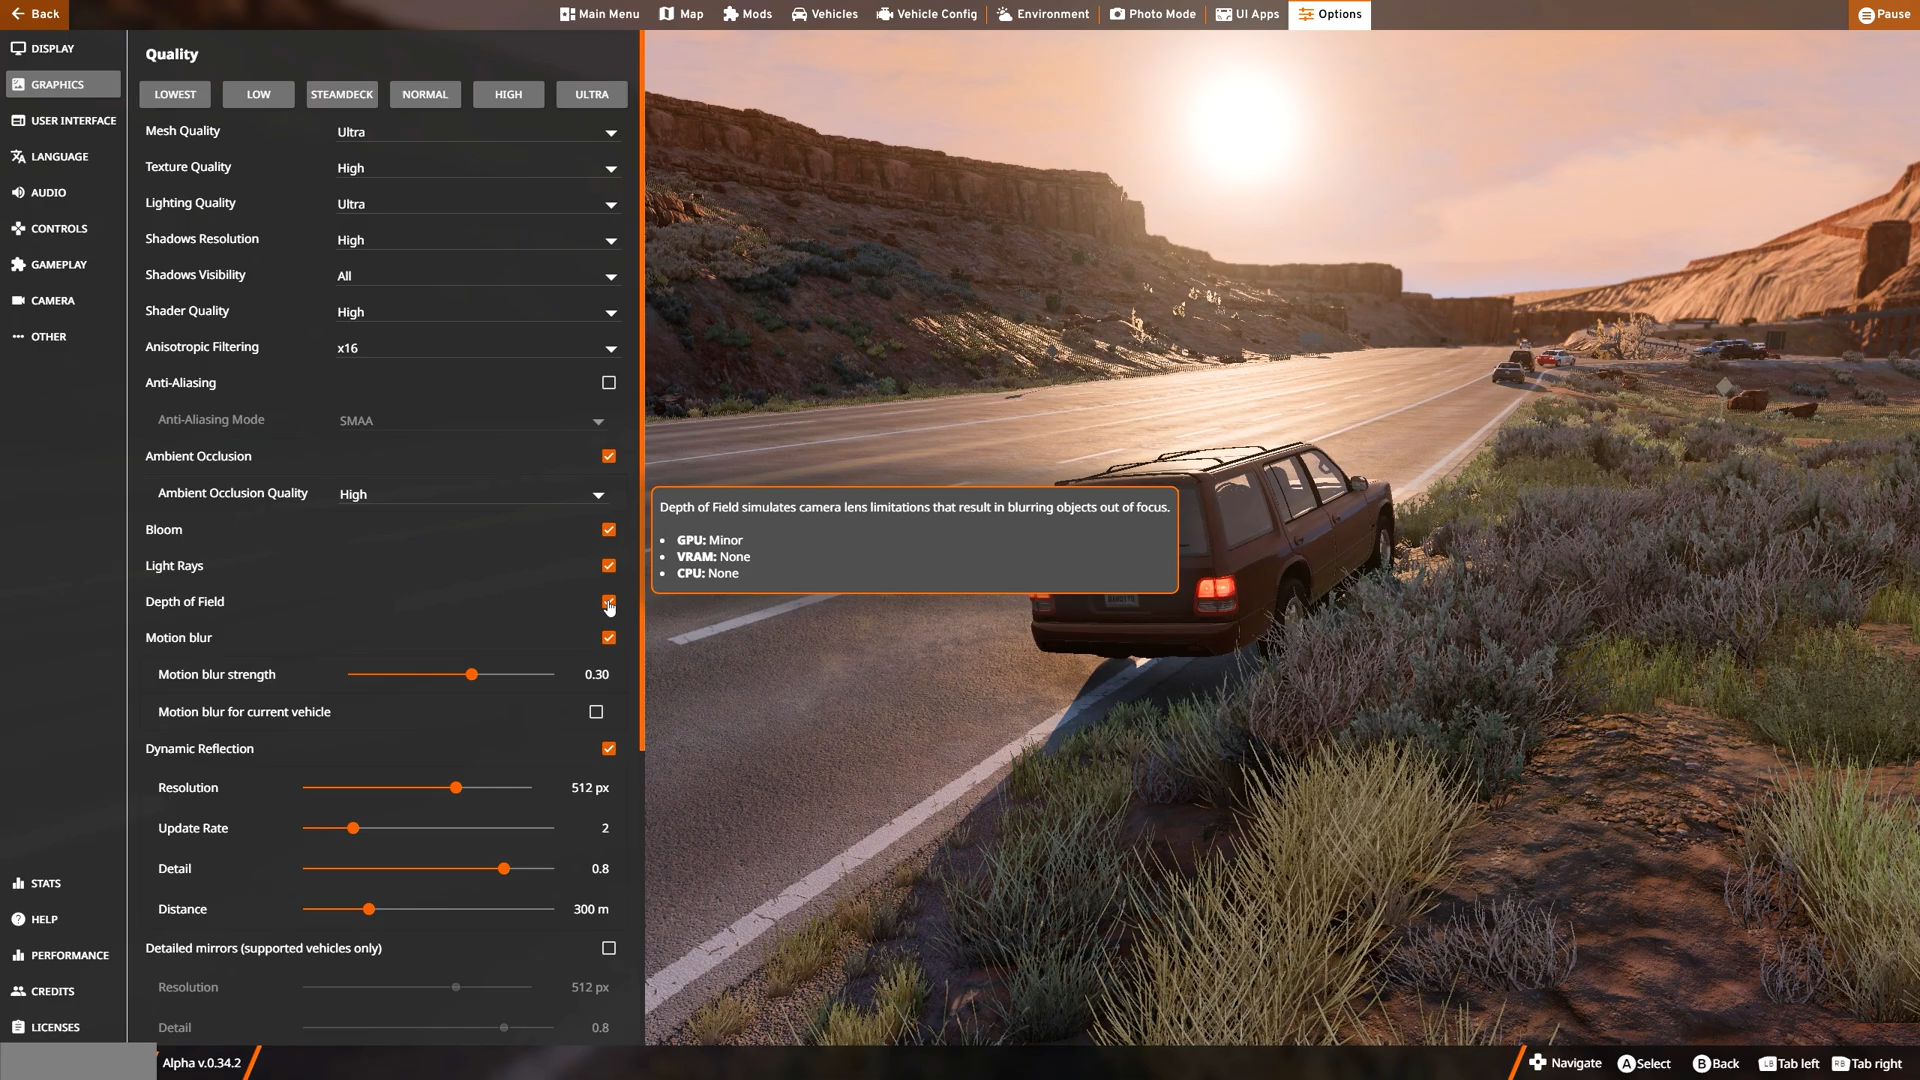 Back
Main Menu
Map
Mods
Vehicles
Vehicle Config
Environment
Photo Mode
UI Apps
Options
Pause
DISPLAY
GRAPHICS
USER INTERFACE
LANGUAGE
AUDIO
CONTROLS
GAMEPLAY
CAMERA
OTHER
STATS
HELP
PERFORMANCE
CREDITS
LICENSES
Quality
LOWEST LOW STEAMDECK NORMAL HIGH ULTRA
Mesh Quality Ultra
Texture Quality High
Lighting Quality Ultra
Shadows Resolution High
Shadows Visibility All
Shader Quality High
Anisotropic Filtering x16
Anti-Aliasing
Anti-Aliasing Mode SMAA
Ambient Occlusion
Ambient Occlusion Quality High
Bloom
Light Rays
Depth of Field
Motion blur
Motion blur strength 0.30
Motion blur for current vehicle
Dynamic Reflection
Resolution 512 px
Update Rate 2
Detail 0.8
Distance 300 m
Detailed mirrors (supported vehicles only)
Resolution 512 px
Detail 0.8
Depth of Field simulates camera lens limitations that result in blurring objects out of focus.
• GPU: Minor
• VRAM: None
• CPU: None
Alpha v.0.34.2
Navigate
A Select
B Back
LB Tab left
RB Tab right